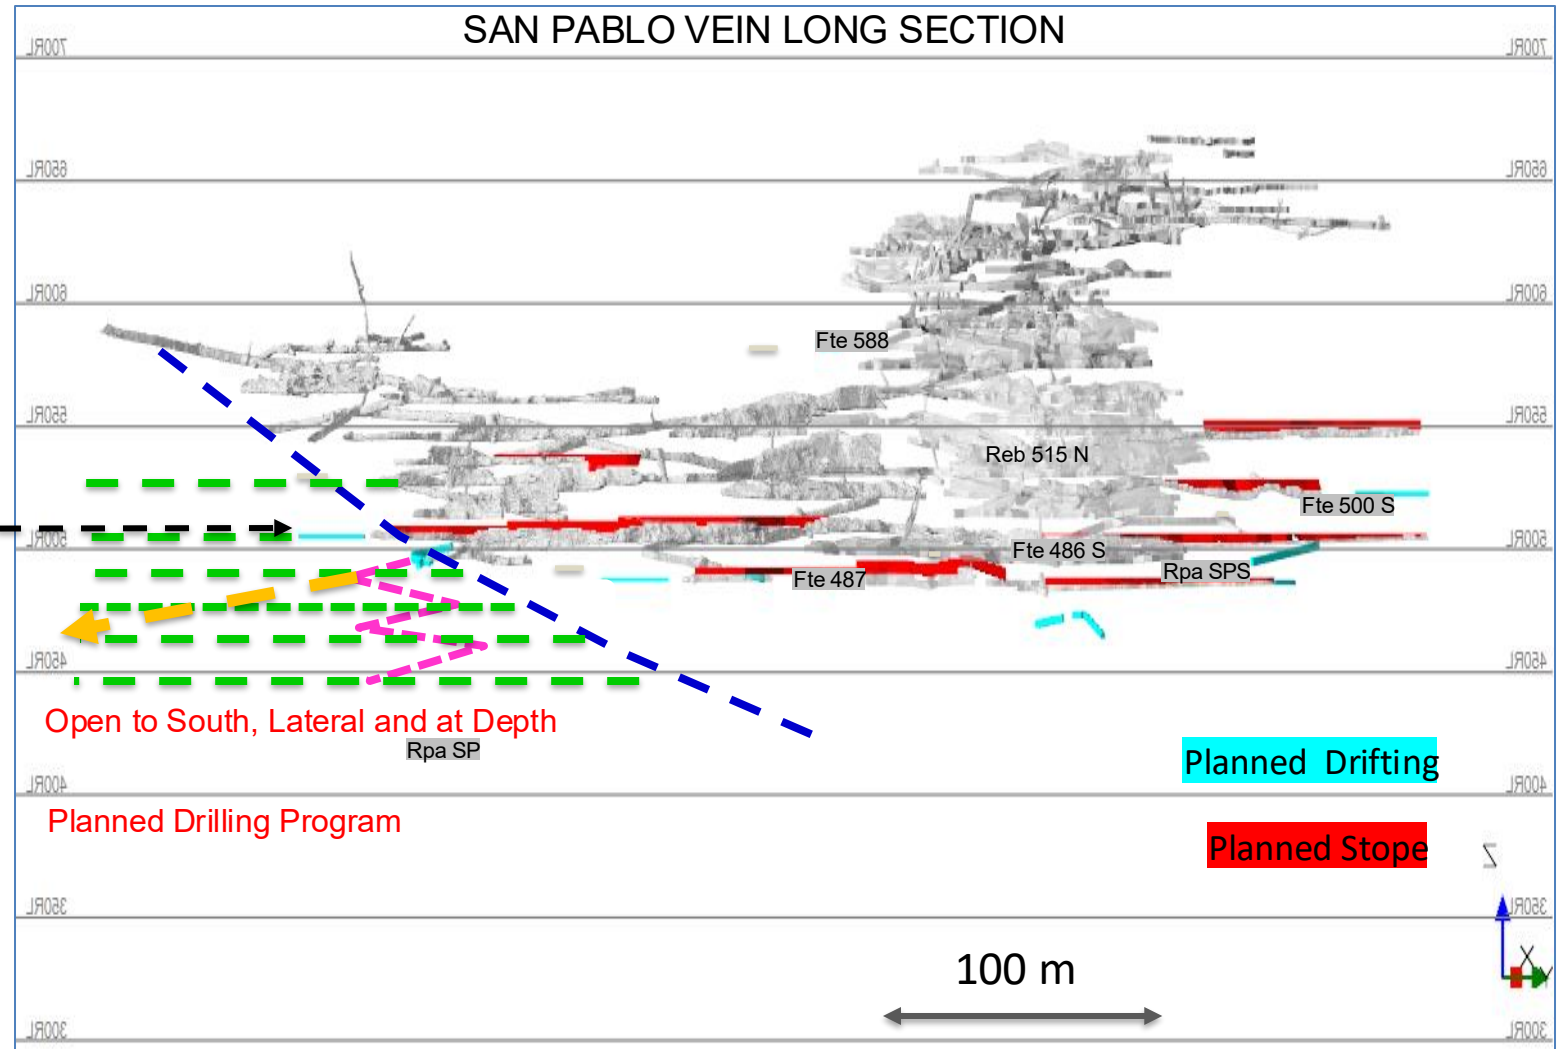 SAN PABLO VEIN LONG SECTION
700RL 700RL
650RL 650RL
600RL 600RL
Fte 588
550RL 550RL
Reb 515 N
Fte 500 S
500RL 500RL
Fte 486 S
Rpa SPS
Fte 487
450RL 450RL
Open to South, Lateral and at Depth
Rpa SP
Planned Drifting
400RL 400RL
Planned Drilling Program
Planned Stope
Z
350RL 350RL
100 m
X Y
300RL 300RL